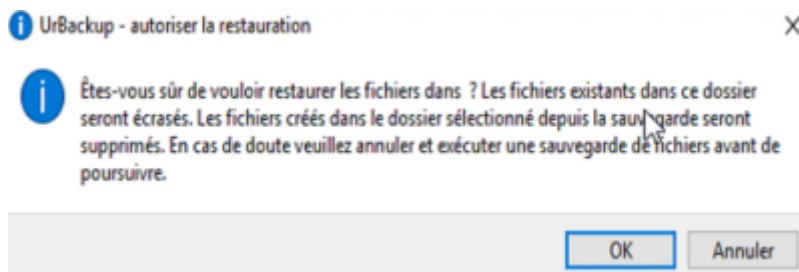 UrBackup - autoriser la restauration
Êtes-vous sûr de vouloir restaurer les fichiers dans ? Les fichiers existants dans ce dossier
seront écrasés. Les fichiers créés dans le dossier sélectionné depuis la sauvegarde seront
supprimés. En cas de doute veuillez annuler et exécuter une sauvegarde de fichiers avant de
poursuivre.
OK
Annuler